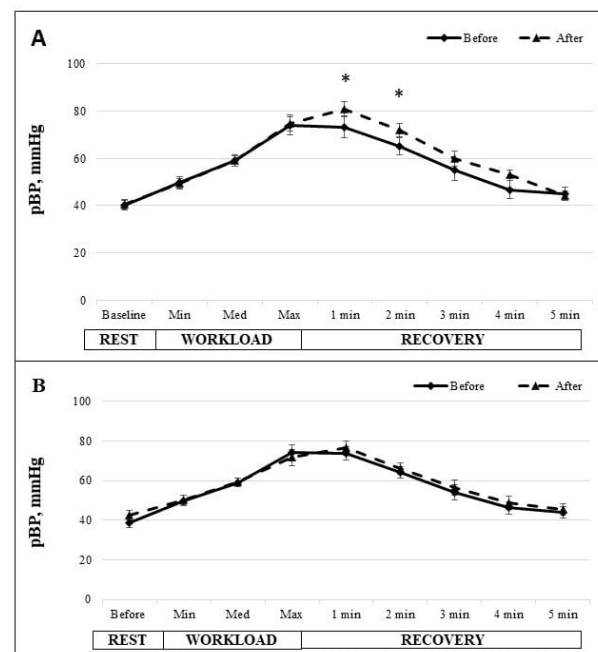 A
Before After
100
80
60
40
20
0
pBP, mmHg
* *
Baseline Min Med Max 1 min 2 min 3 min 4 min 5 min
REST WORKLOAD RECOVERY
B
Before After
100
80
60
40
20
0
pBP, mmHg
Before Min Med Max 1 min 2 min 3 min 4 min 5 min
REST WORKLOAD RECOVERY